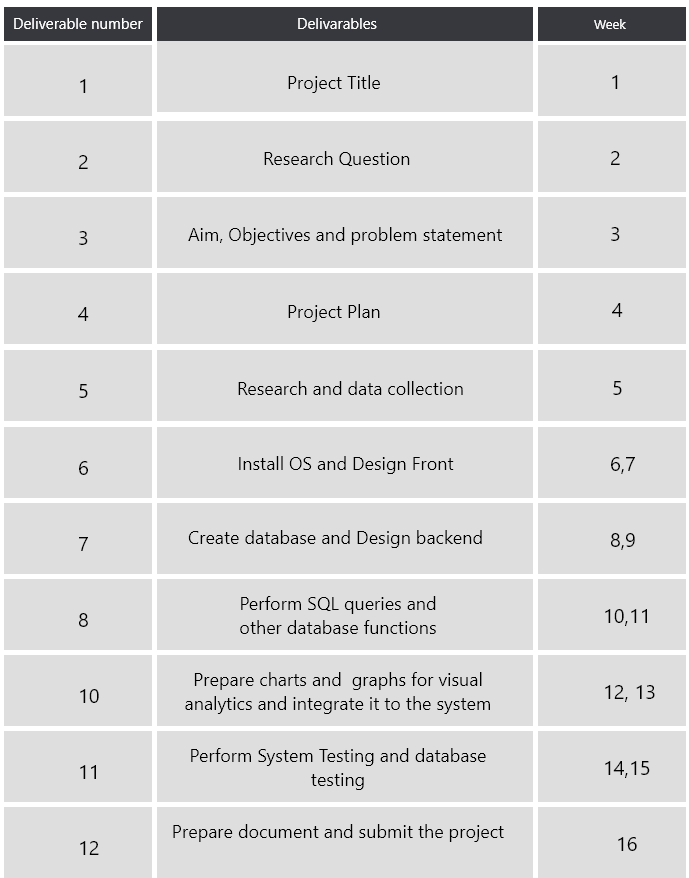 Deliverable number Delivarables Week
1 Project Title 1
2 Research Question 2
3 Aim, Objectives and problem statement 3
4 Project Plan 4
5 Research and data collection 5
6 Install OS and Design Front 6,7
7 Create database and Design backend 8,9
8 Perform SQL queries and
other database functions 10,11
10 Prepare charts and graphs for visual
analytics and integrate it to the system 12, 13
11 Perform System Testing and database
testing 14,15
12 Prepare document and submit the project 16